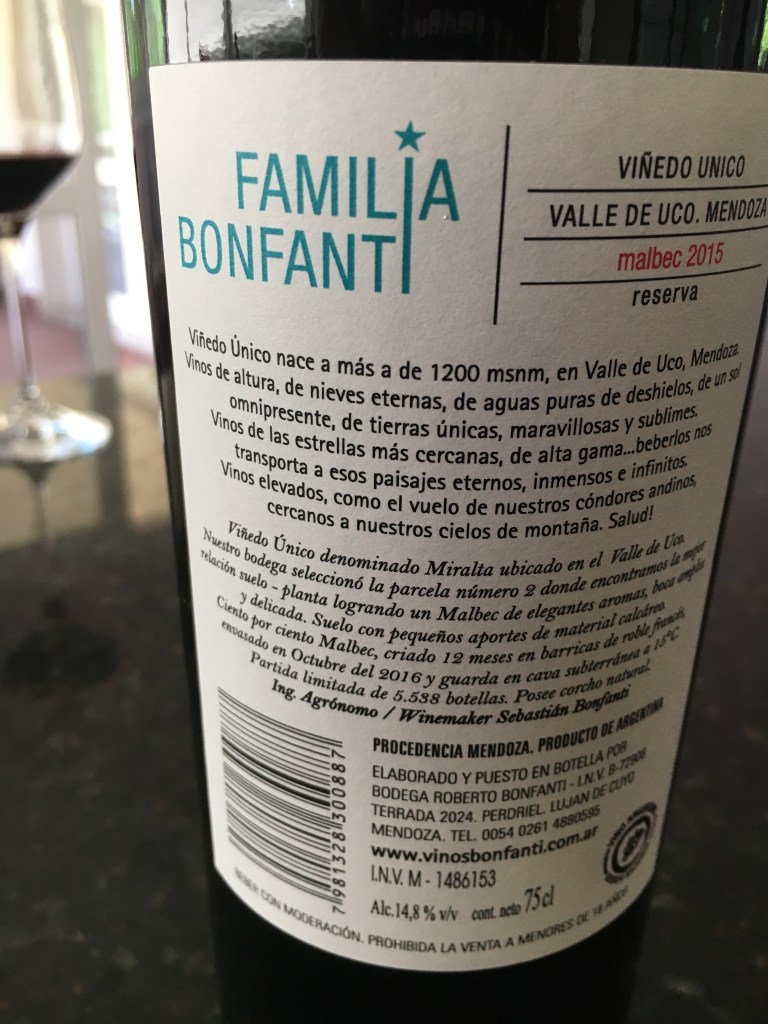 FAMILIA
BONFANTI
VIÑEDO UNICO
VALLE DE UCO. MENDOZA
malbec 2015
reserva
Viñedo Único nace a más a de 1200 msnm, en Valle de Uco, Mendoza.
Vinos de altura, de nieves eternas, de aguas puras de deshielos, de un sol
omnipresente, de tierras únicas, maravillosas y sublimes.
Vinos de las estrellas más cercanas, de alta gama...beberlos nos
transporta a esos paisajes eternos, inmensos e infinitos.
Vinos elevados, como el vuelo de nuestros cóndores andinos,
cercanos a nuestros cielos de montaña. Salud!
Viñedo Único denominado Miralta ubicado en el Valle de Uco.
Nuestro bodega seleccionó la parcela número 2 donde encontramos la mejor
relación suelo - planta logrando un Malbec de elegantes aromas, boca amplia
y delicada. Suelo con pequeños aportes de material calcáreo.
Ciento por ciento Malbec, criado 12 meses en barricas de roble francés,
envasado en Octubre del 2016 y guarda en cava subterránea a 15°C
Partida limitada de 5.538 botellas. Posee corcho natural.
Ing. Agrónomo / Winemaker Sebastián Bonfanti
PROCEDENCIA MENDOZA. PRODUCTO DE ARGENTINA
ELABORADO Y PUESTO EN BOTELLA POR
BODEGA ROBERTO BONFANTI - I.N.V. B-72908
TERRADA 2024. PERDRIEL. LUJAN DE CUYO
MENDOZA. TEL. 0054 0261 4880595
www.vinosbonfanti.com.ar
I.N.V. M - 1486153
Alc.14,8 % v/v cont. neto 75cl
7 981328 300887
BEBER CON MODERACIÓN. PROHIBIDA LA VENTA A MENORES DE 18 AÑOS